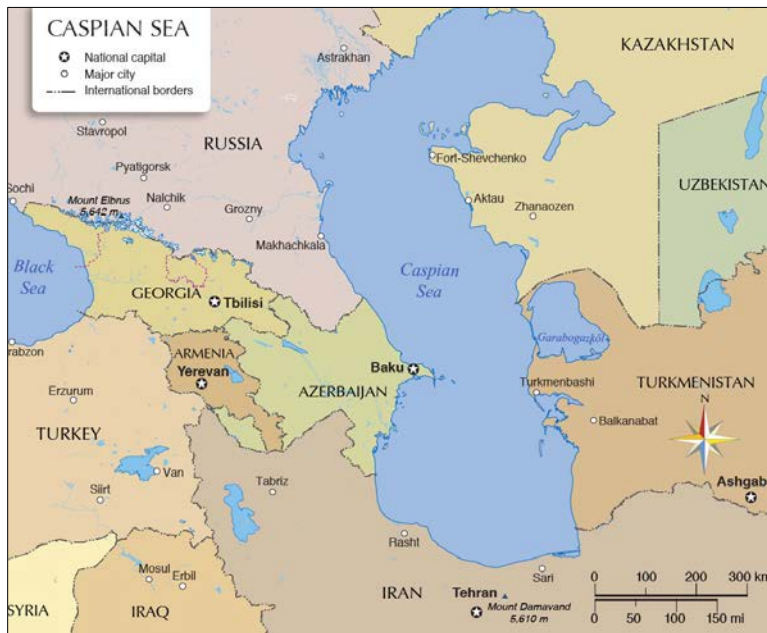 CASPIAN SEA
National capital
Major city
International borders
KAZAKHSTAN
Astrakhan
Stavropol
RUSSIA
Fort-Shevchenko
Pyatigorsk
UZBEKISTAN
Sochi
Mount Elbrus
5,642 m
Nalchik
Grozny
Aktau
Zhanaozen
Makhachkala
Black
Sea
Caspian
Sea
GEORGIA
Tbilisi
Garabogazköl
arabzon
ARMENIA
Yerevan
Baku
AZERBAIJAN
Turkmenbashi
TURKMENISTAN
N
Erzurum
Balkanabat
TURKEY
Van
Siirt
Tabriz
Ashgab
Rasht
Mosul
Erbil
Sari
0 100 200 300 km
SYRIA
IRAQ
IRAN
Tehran
Mount Damavand
5,610 m
0 50 100 150 mi